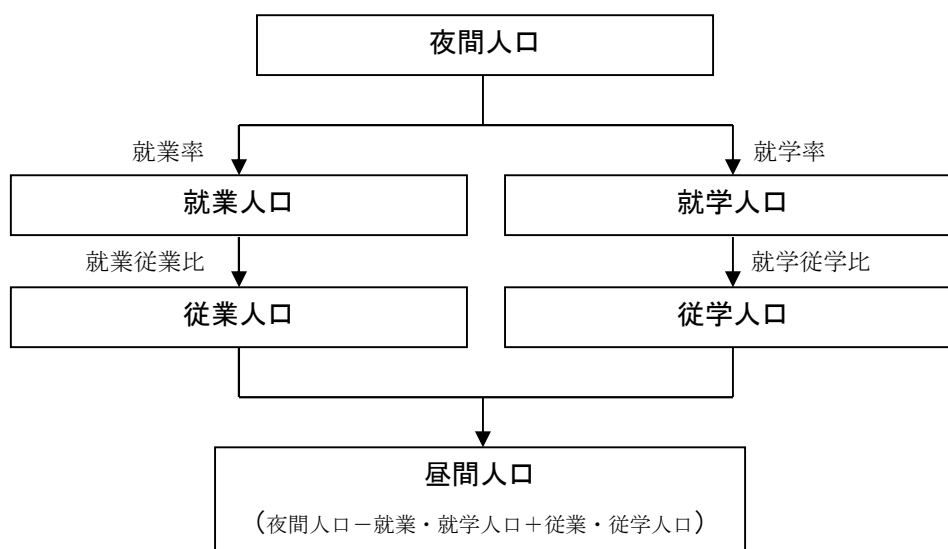 夜間人口
就業率
就学率
就業人口
就学人口
就業従業比
就学従学比
従業人口
従学人口
昼間人口
（夜間人口－就業・就学人口＋従業・従学人口）